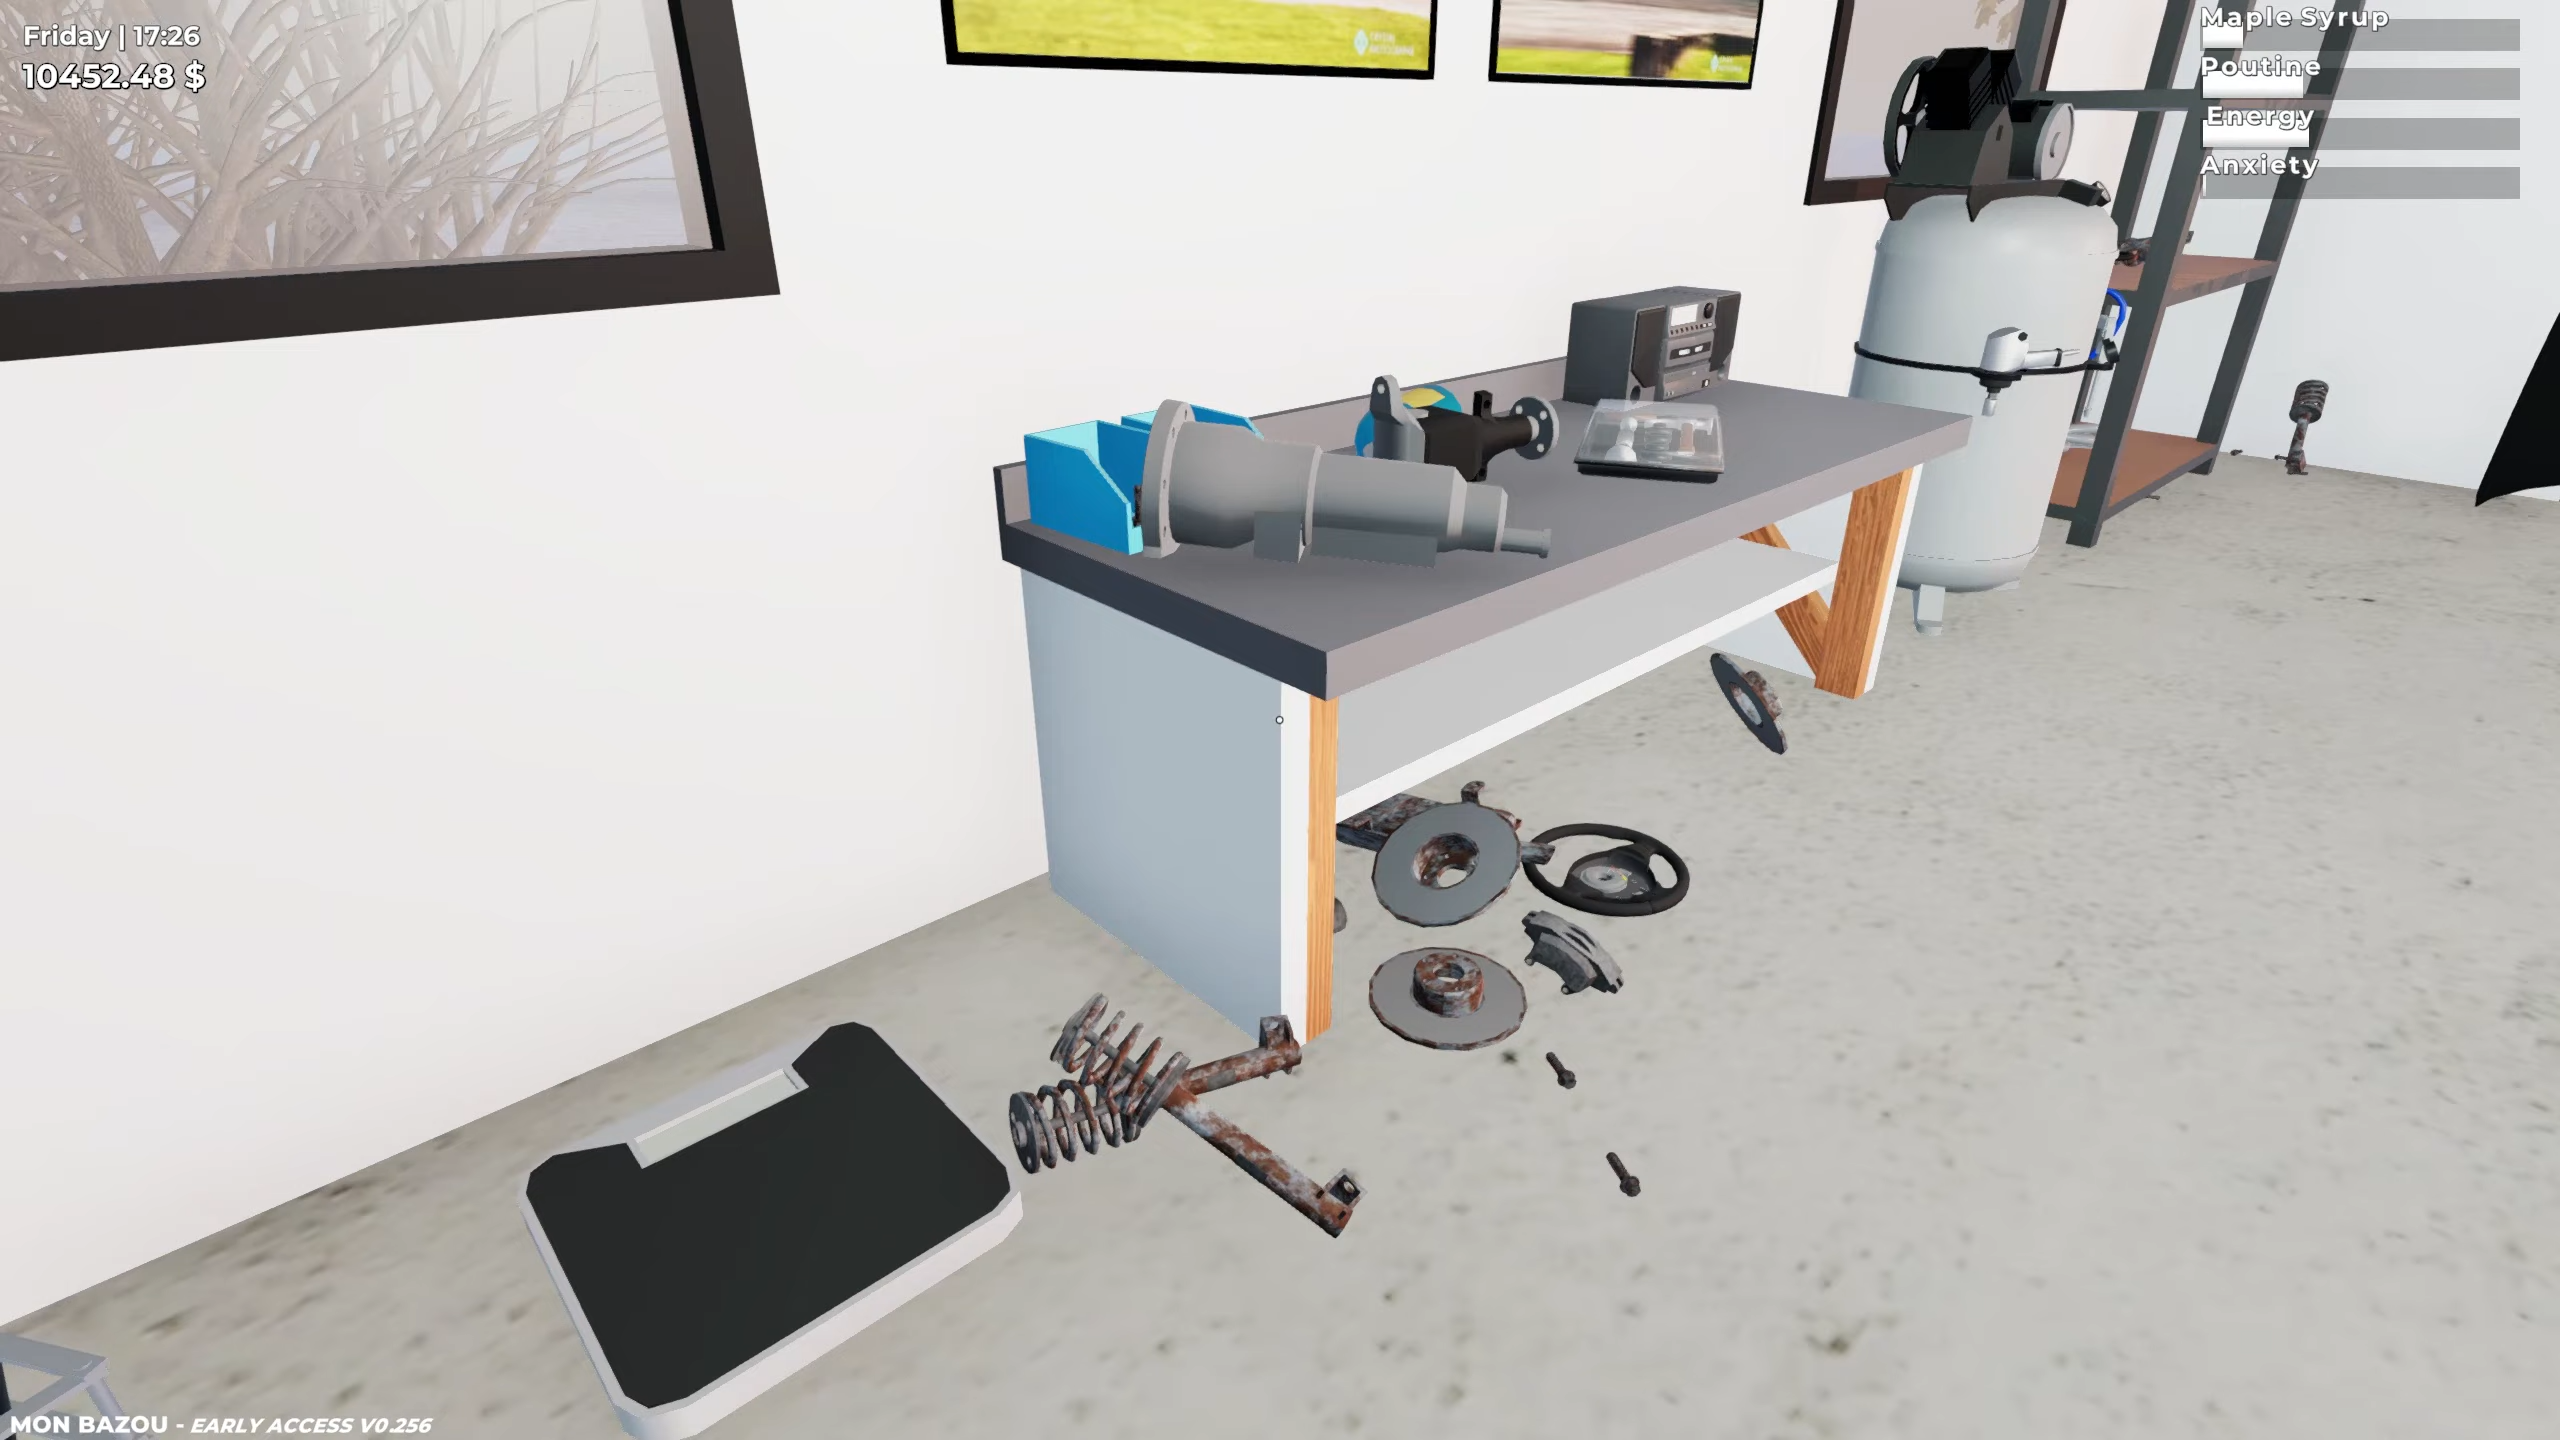 Friday | 17:26
10452.48 $
Maple Syrup
Poutine
Energy
Anxiety
MON BAZOU - EARLY ACCESS V0.256